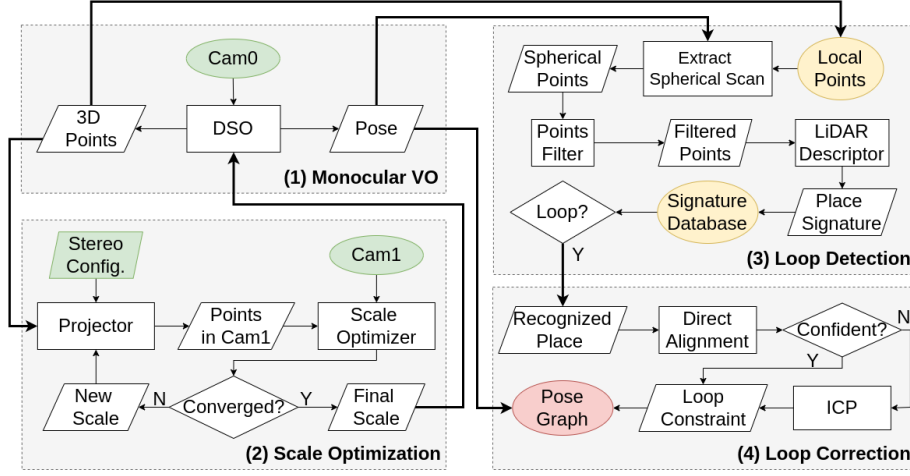 Cam0
3D
Points
DSO
Pose
(1) Monocular VO
Spherical
Points
Extract
Spherical Scan
Local
Points
Points
Filter
Filtered
Points
LiDAR
Descriptor
Loop?
Signature
Database
Place
Signature
Y
(3) Loop Detection
Stereo
Config.
Cam1
Projector
Points
in Cam1
Scale
Optimizer
New
Scale
N
Converged?
Y
Final
Scale
(2) Scale Optimization
Recognized
Place
Direct
Alignment
Confident?
N
Y
Pose
Graph
Loop
Constraint
ICP
(4) Loop Correction